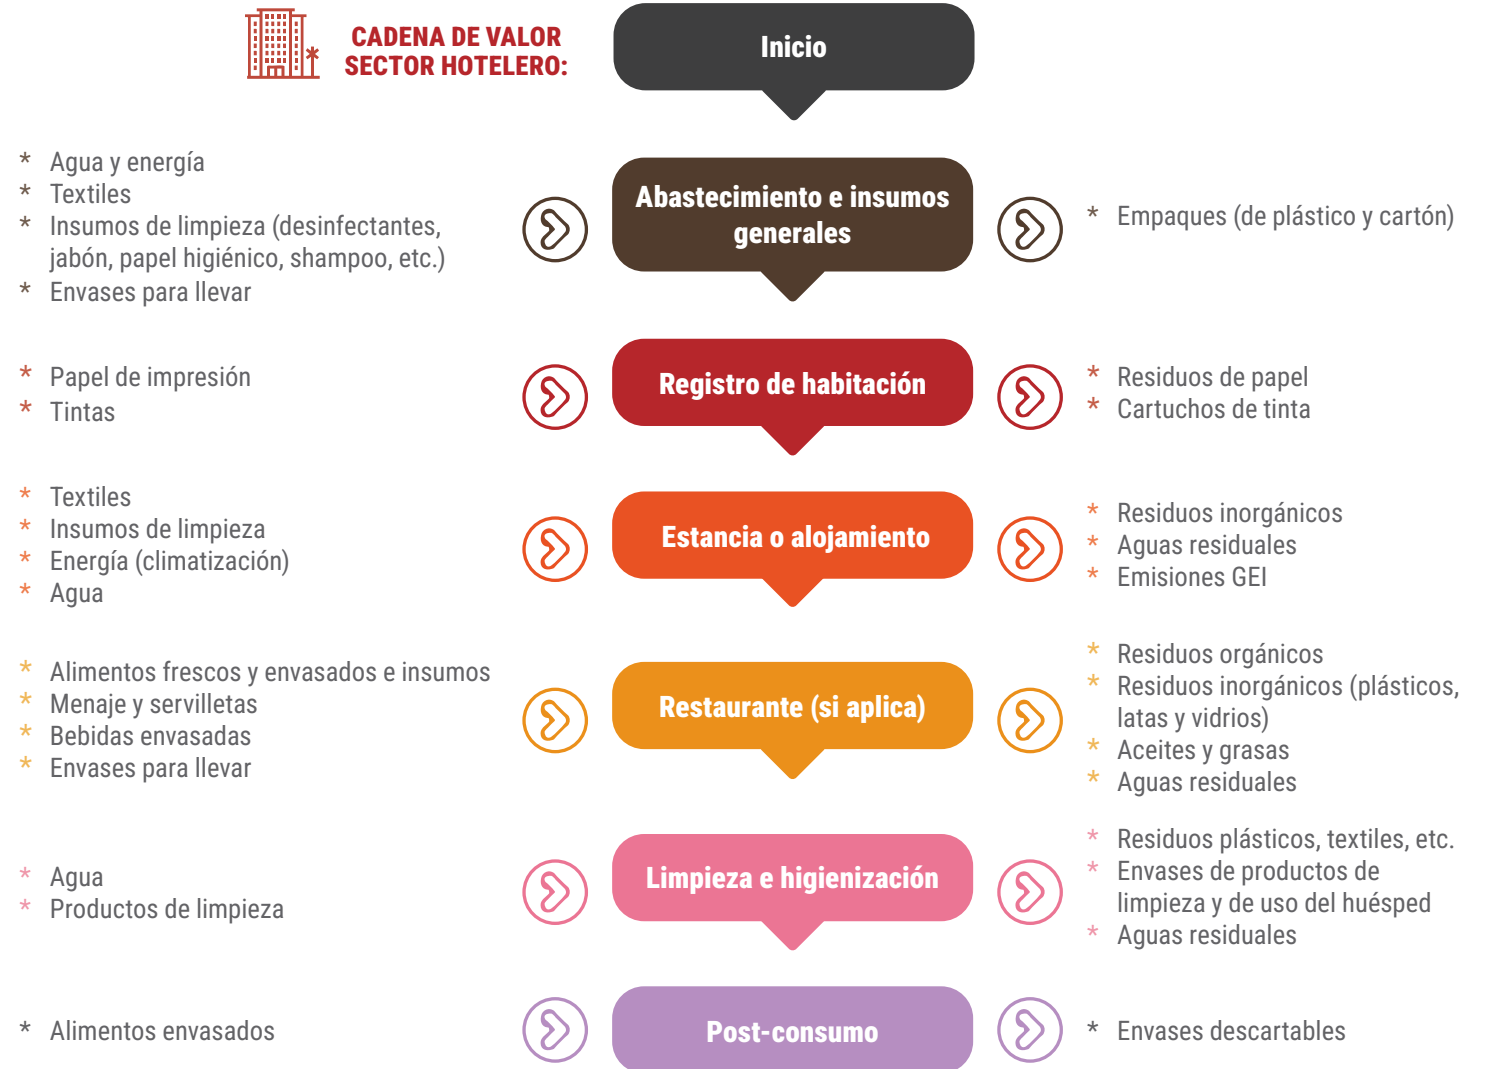 CADENA DE VALOR
SECTOR HOTELERO:
Inicio
* Agua y energía
* Textiles
* Insumos de limpieza (desinfectantes,
jabón, papel higiénico, shampoo, etc.)
* Envases para llevar
Abastecimiento e insumos
generales
* Empaques (de plástico y cartón)
* Papel de impresión
* Tintas
Registro de habitación
* Residuos de papel
* Cartuchos de tinta
* Textiles
* Insumos de limpieza
* Energía (climatización)
* Agua
Estancia o alojamiento
* Residuos inorgánicos
* Aguas residuales
* Emisiones GEI
* Alimentos frescos y envasados e insumos
* Menaje y servilletas
* Bebidas envasadas
* Envases para llevar
Restaurante (si aplica)
* Residuos orgánicos
* Residuos inorgánicos (plásticos,
latas y vidrios)
* Aceites y grasas
* Aguas residuales
* Agua
* Productos de limpieza
Limpieza e higienización
* Residuos plásticos, textiles, etc.
* Envases de productos de
limpieza y de uso del huésped
* Aguas residuales
* Alimentos envasados
Post-consumo
* Envases descartables